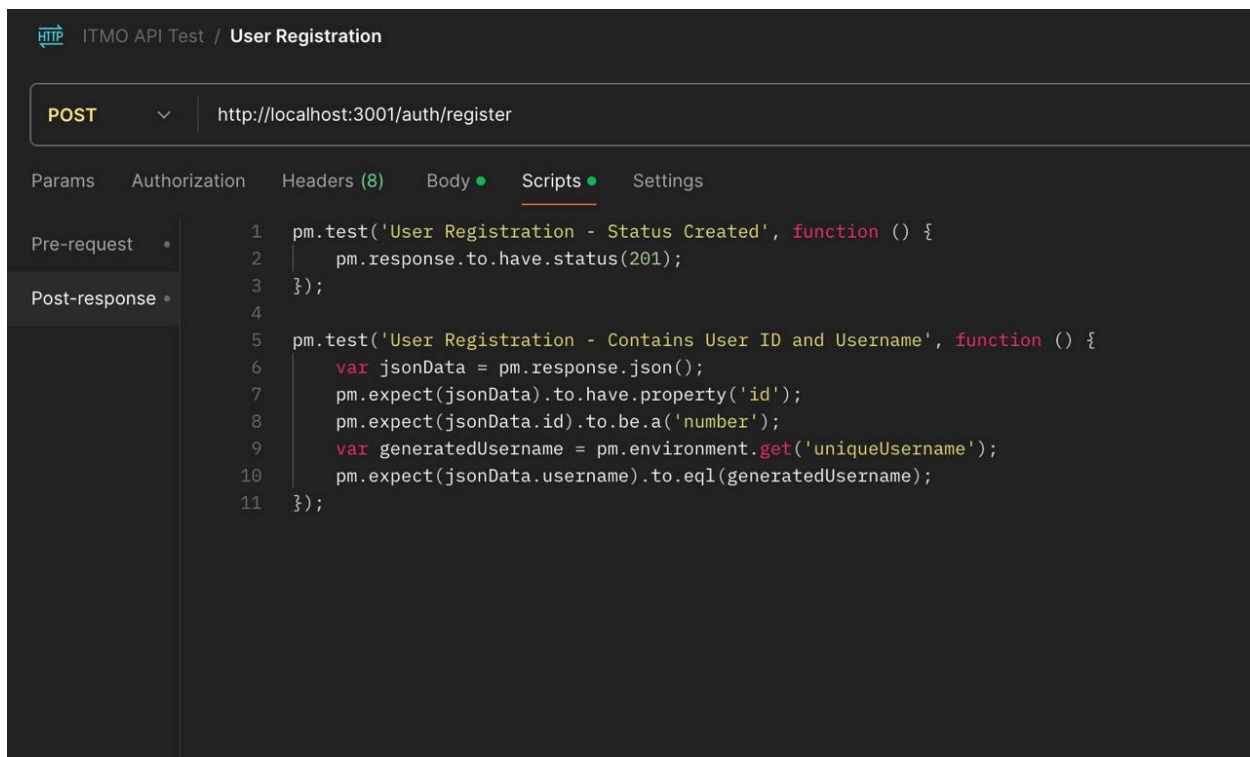 HTTP ITMO API Test / User Registration
POST http://localhost:3001/auth/register
Params Authorization Headers (8) Body Scripts Settings
Pre-request
Post-response
1 pm.test('User Registration - Status Created', function () {
2 pm.response.to.have.status(201);
3 });
4
5 pm.test('User Registration - Contains User ID and Username', function () {
6 var jsonData = pm.response.json();
7 pm.expect(jsonData).to.have.property('id');
8 pm.expect(jsonData.id).to.be.a('number');
9 var generatedUsername = pm.environment.get('uniqueUsername');
10 pm.expect(jsonData.username).to.eql(generatedUsername);
11 });